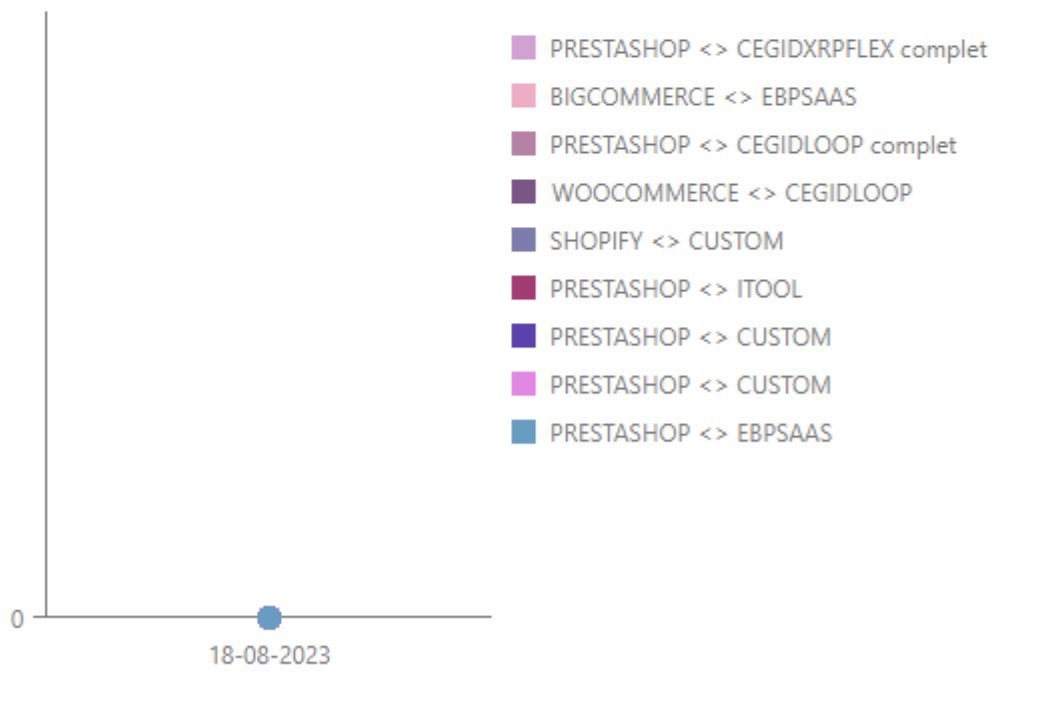 PRESTASHOP <> CEGIDXRPFLEX complet
BIGCOMMERCE <> EBPSAAS
PRESTASHOP <> CEGIDLOOP complet
WOOCOMMERCE <> CEGIDLOOP
SHOPIFY <> CUSTOM
PRESTASHOP <> ITOOL
PRESTASHOP <> CUSTOM
PRESTASHOP <> CUSTOM
PRESTASHOP <> EBPSAAS
0
18-08-2023